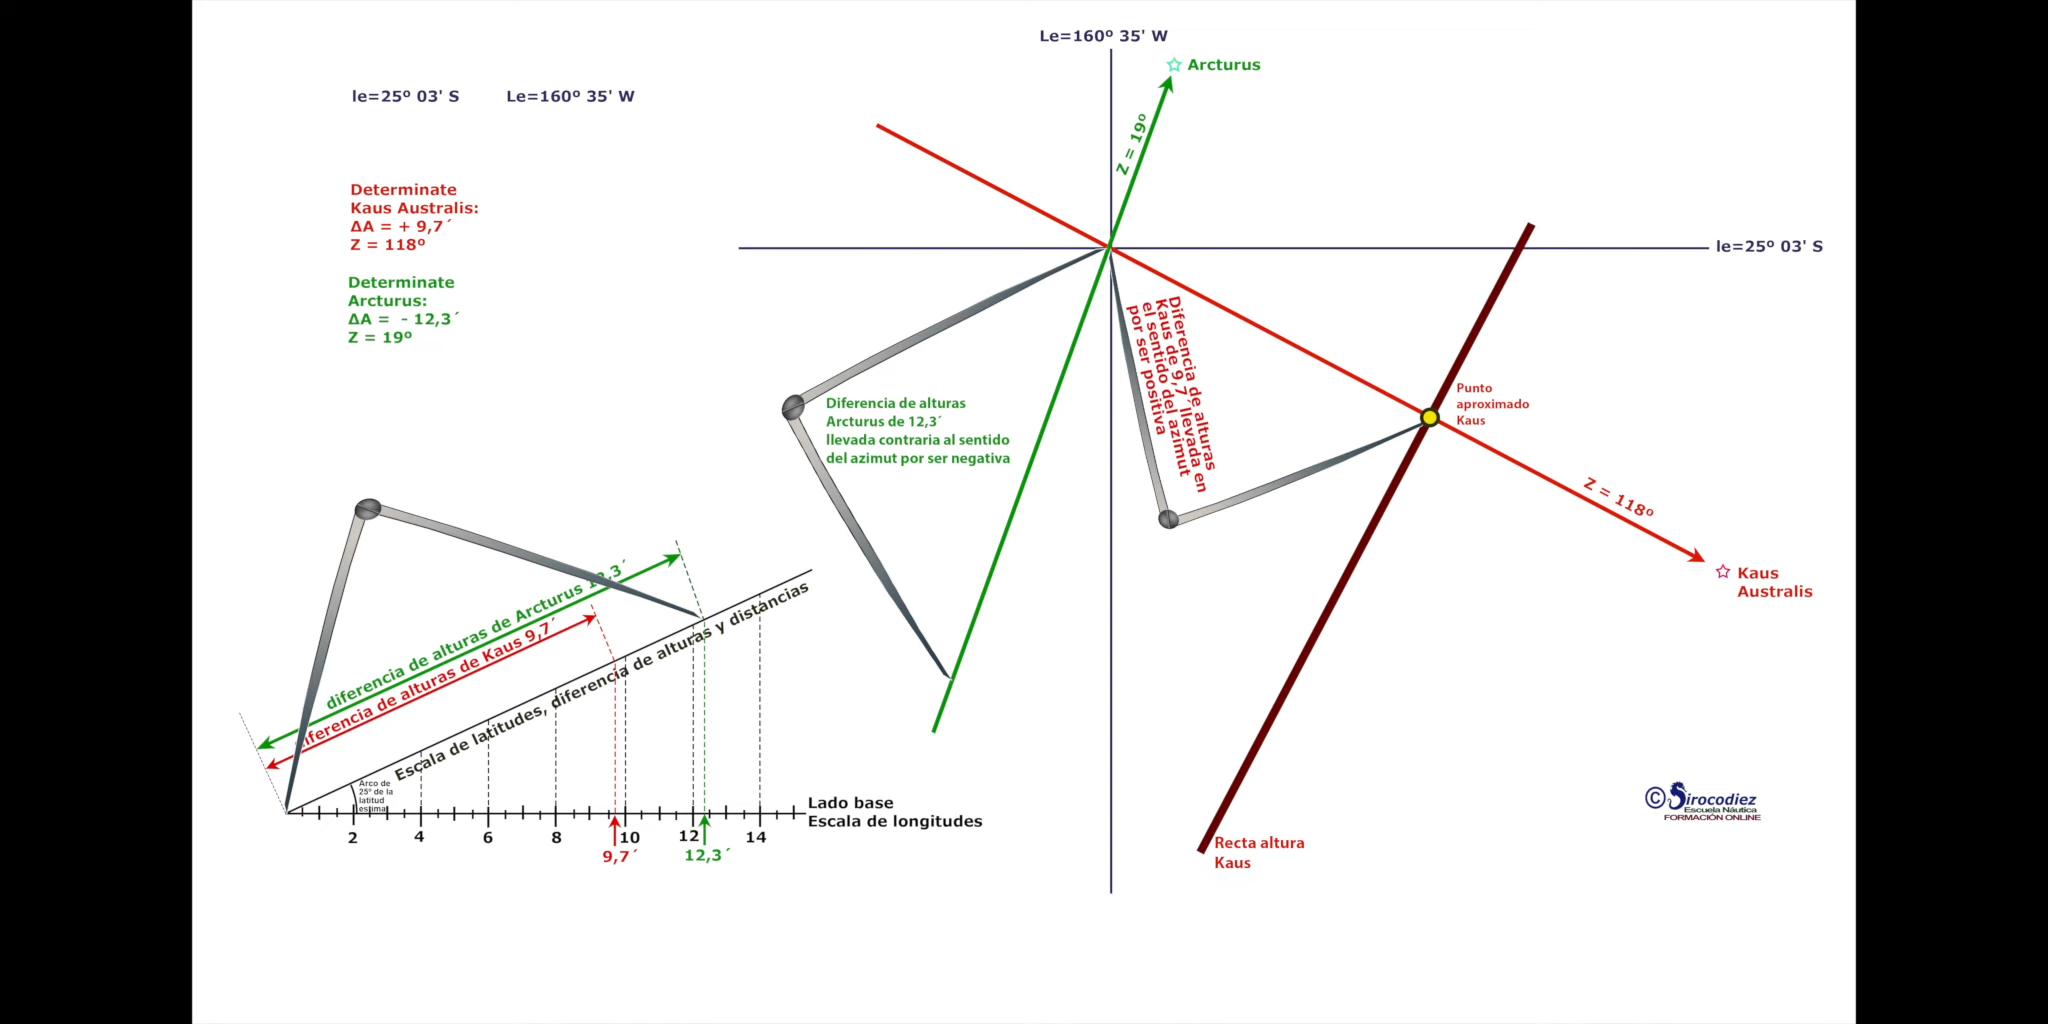 Le=160º 35' W
Arcturus
le=25º 03' S Le=160º 35' W
Z = 19º
Determinate
Kaus Australis:
ΔA = + 9,7´
Z = 118º
le=25º 03' S
Determinate
Arcturus:
ΔA = - 12,3´
Z = 19º
Diferencia de alturas
Kaus de 9,7´ llevada en
el sentido del azimut
por ser positiva
Punto
aproximado
Kaus
Diferencia de alturas
Arcturus de 12,3´
llevada contraria al sentido
del azimut por ser negativa
Z = 118º
Kaus
Australis
diferencia de alturas de Arcturus 12,3´
iferencia de alturas de Kaus 9,7´
Escala de latitudes, diferencia de alturas y distancias
Arco de
25º de la
latitud
estima
Lado base
Escala de longitudes
2 4 6 8 10 12 14
9,7´ 12,3´
Recta altura
Kaus
© Sirocodiez
Escuela Náutica
FORMACIÓN ONLINE